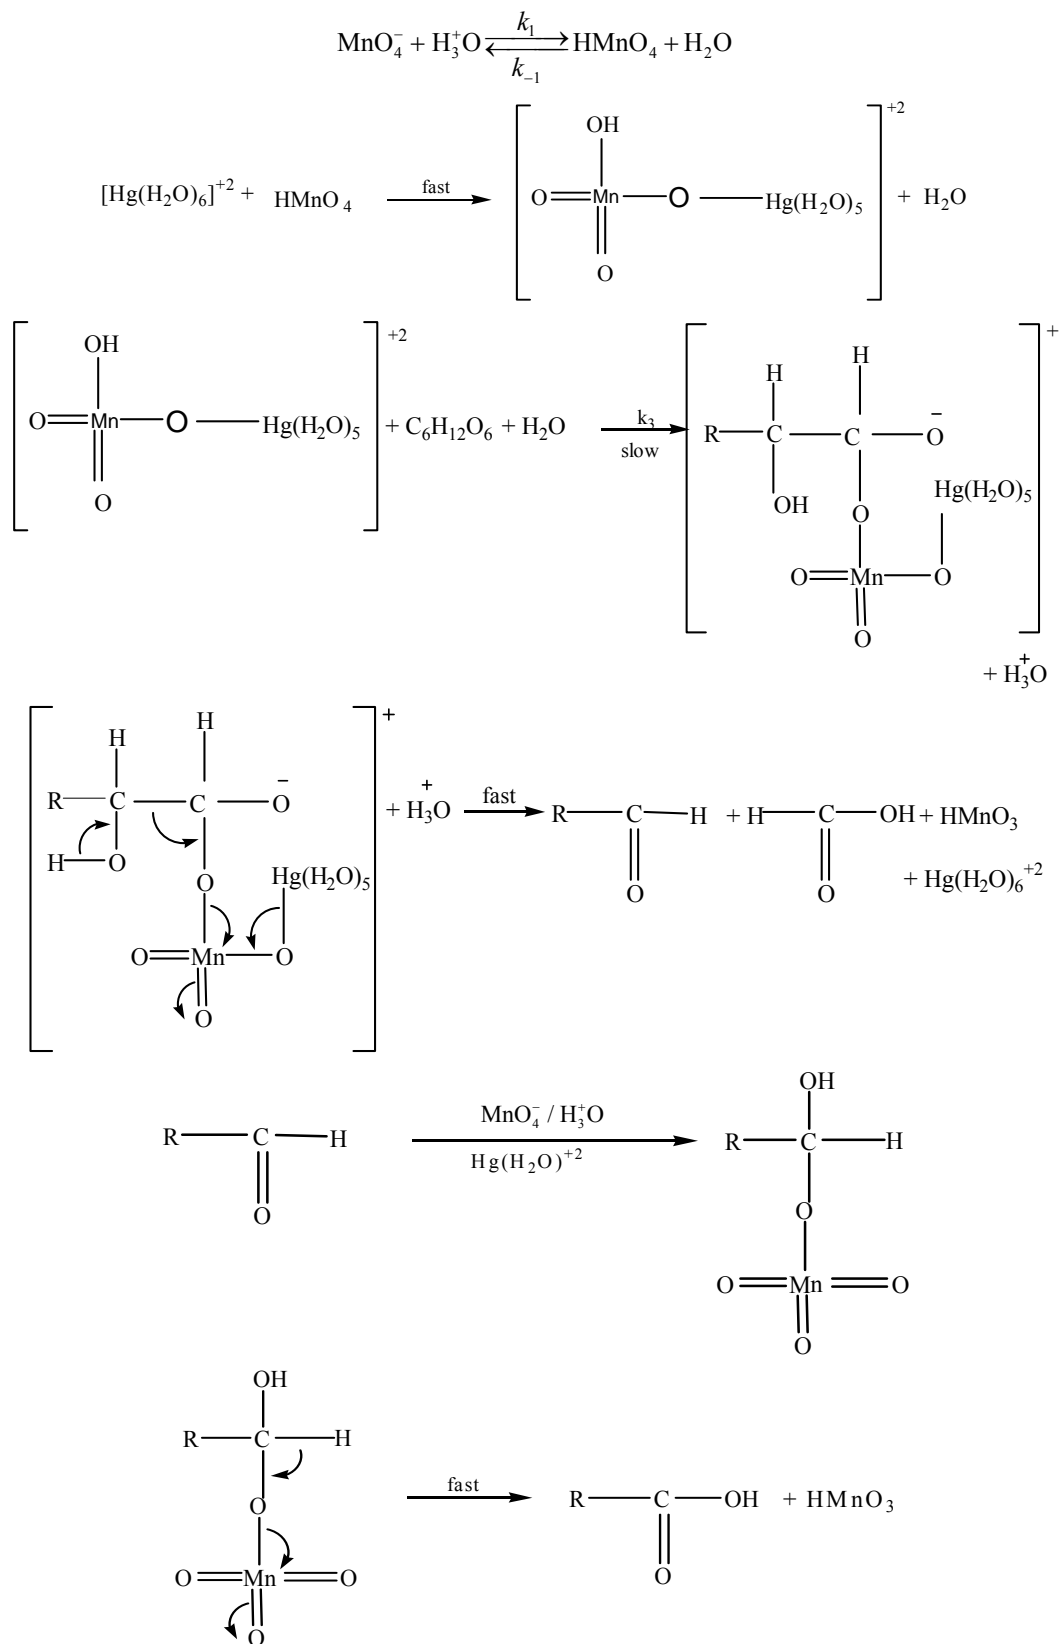 MnO₄⁻ + H₃⁺O ⇌ HMnO₄ + H₂O
k₁
k₋₁
[Hg(H₂O)₆]⁺² + HMnO₄ fast + H₂O
+2
OH
O Mn O Hg(H₂O)₅
O
+2 +
OH H H
O Mn O Hg(H₂O)₅ + C₆H₁₂O₆ + H₂O k₃ R C C O⁻
slow
O OH O Hg(H₂O)₅
O Mn O
O
+ H₃⁺O
+
H H
R C C O⁻ + H₃⁺O fast R C H + H C OH + HMnO₃
H O O Hg(H₂O)₅ O O + Hg(H₂O)₆⁺²
O Mn O
O
OH
R C H MnO₄⁻ / H₃⁺O R C H
Hg(H₂O)⁺²
O O
O Mn O
O
OH
R C H
O fast R C OH + HMnO₃
O Mn O O
O